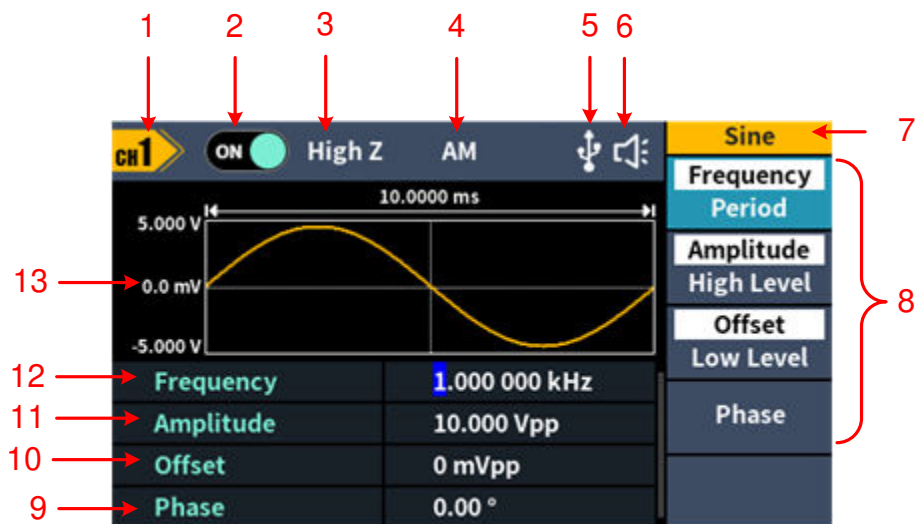 1 2 3 4 5 6
CH1 ON High Z AM Sine 7
10.0000 ms
5.000 V
13 0.0 mV
-5.000 V
12 Frequency 1.000 000 kHz
11 Amplitude 10.000 Vpp
10 Offset 0 mVpp
9 Phase 0.00 °
Frequency
Period
Amplitude
High Level
Offset
Low Level
Phase
8